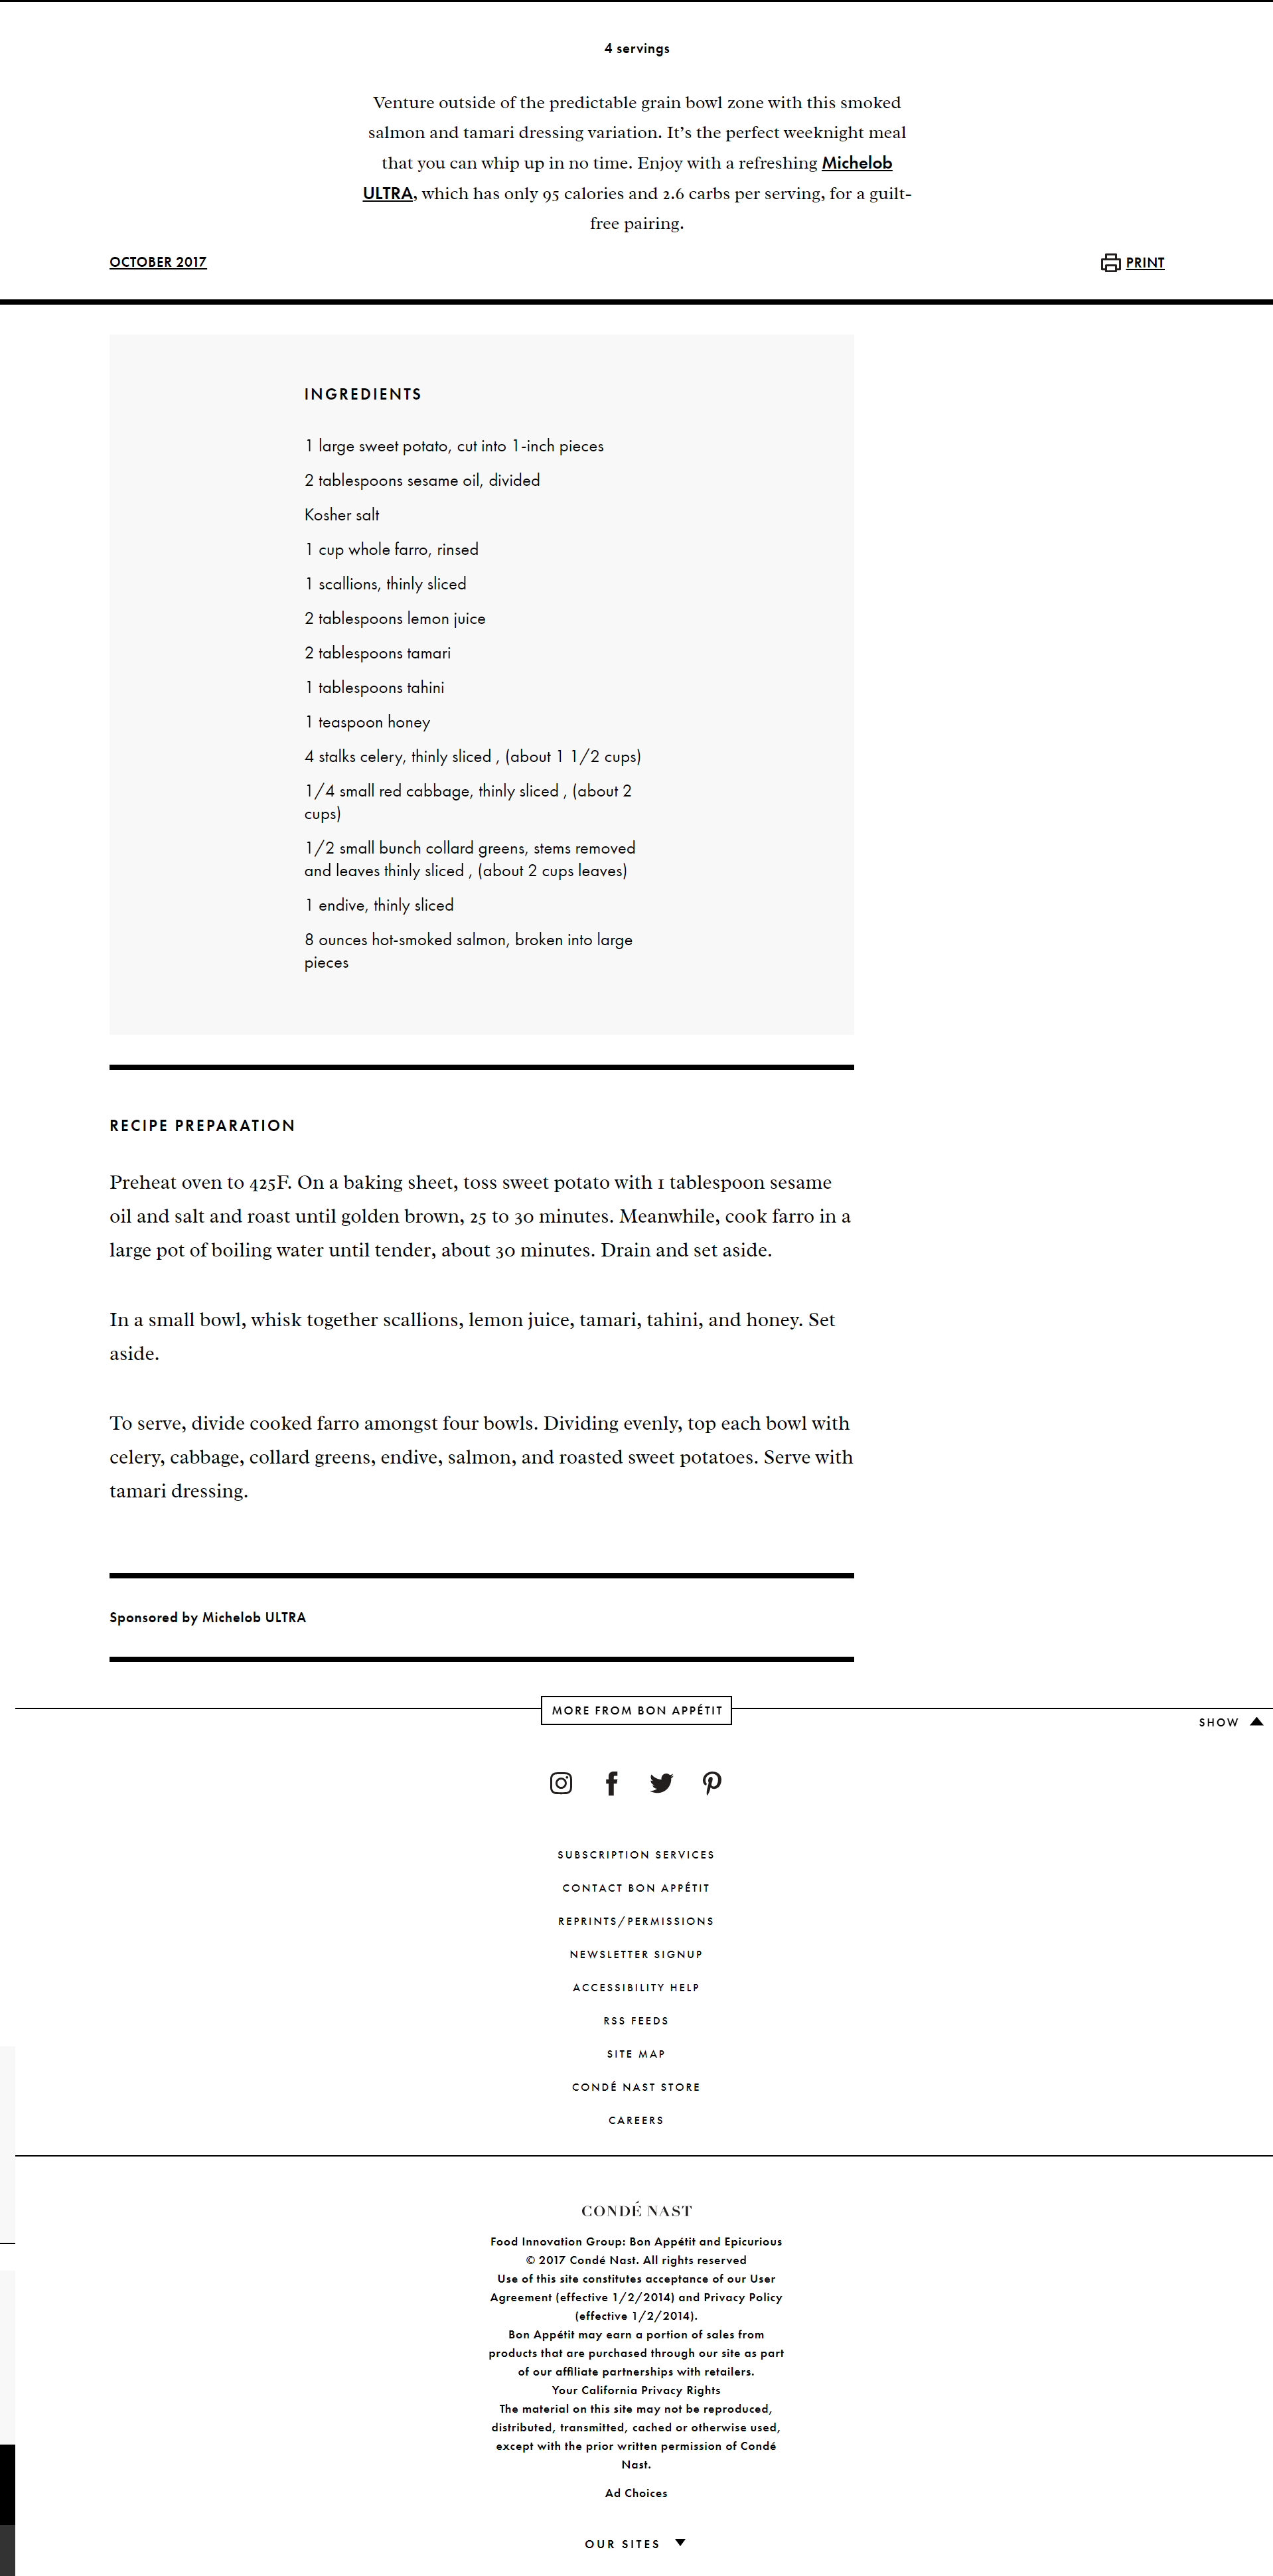 4 servings
Venture outside of the predictable grain bowl zone with this smoked
salmon and tamari dressing variation. It’s the perfect weeknight meal
that you can whip up in no time. Enjoy with a refreshing Michelob
ULTRA, which has only 95 calories and 2.6 carbs per serving, for a guilt-
free pairing.
OCTOBER 2017
PRINT
INGREDIENTS
1 large sweet potato, cut into 1-inch pieces
2 tablespoons sesame oil, divided
Kosher salt
1 cup whole farro, rinsed
1 scallions, thinly sliced
2 tablespoons lemon juice
2 tablespoons tamari
1 tablespoons tahini
1 teaspoon honey
4 stalks celery, thinly sliced , (about 1 1/2 cups)
1/4 small red cabbage, thinly sliced , (about 2
cups)
1/2 small bunch collard greens, stems removed
and leaves thinly sliced , (about 2 cups leaves)
1 endive, thinly sliced
8 ounces hot-smoked salmon, broken into large
pieces
RECIPE PREPARATION
Preheat oven to 425F. On a baking sheet, toss sweet potato with 1 tablespoon sesame
oil and salt and roast until golden brown, 25 to 30 minutes. Meanwhile, cook farro in a
large pot of boiling water until tender, about 30 minutes. Drain and set aside.
In a small bowl, whisk together scallions, lemon juice, tamari, tahini, and honey. Set
aside.
To serve, divide cooked farro amongst four bowls. Dividing evenly, top each bowl with
celery, cabbage, collard greens, endive, salmon, and roasted sweet potatoes. Serve with
tamari dressing.
Sponsored by Michelob ULTRA
MORE FROM BON APPÉTIT
SHOW
SUBSCRIPTION SERVICES
CONTACT BON APPÉTIT
REPRINTS/PERMISSIONS
NEWSLETTER SIGNUP
ACCESSIBILITY HELP
RSS FEEDS
SITE MAP
CONDÉ NAST STORE
CAREERS
CONDÉ NAST
Food Innovation Group: Bon Appétit and Epicurious
© 2017 Condé Nast. All rights reserved
Use of this site constitutes acceptance of our User
Agreement (effective 1/2/2014) and Privacy Policy
(effective 1/2/2014).
Bon Appétit may earn a portion of sales from
products that are purchased through our site as part
of our affiliate partnerships with retailers.
Your California Privacy Rights
The material on this site may not be reproduced,
distributed, transmitted, cached or otherwise used,
except with the prior written permission of Condé
Nast.
Ad Choices
OUR SITES